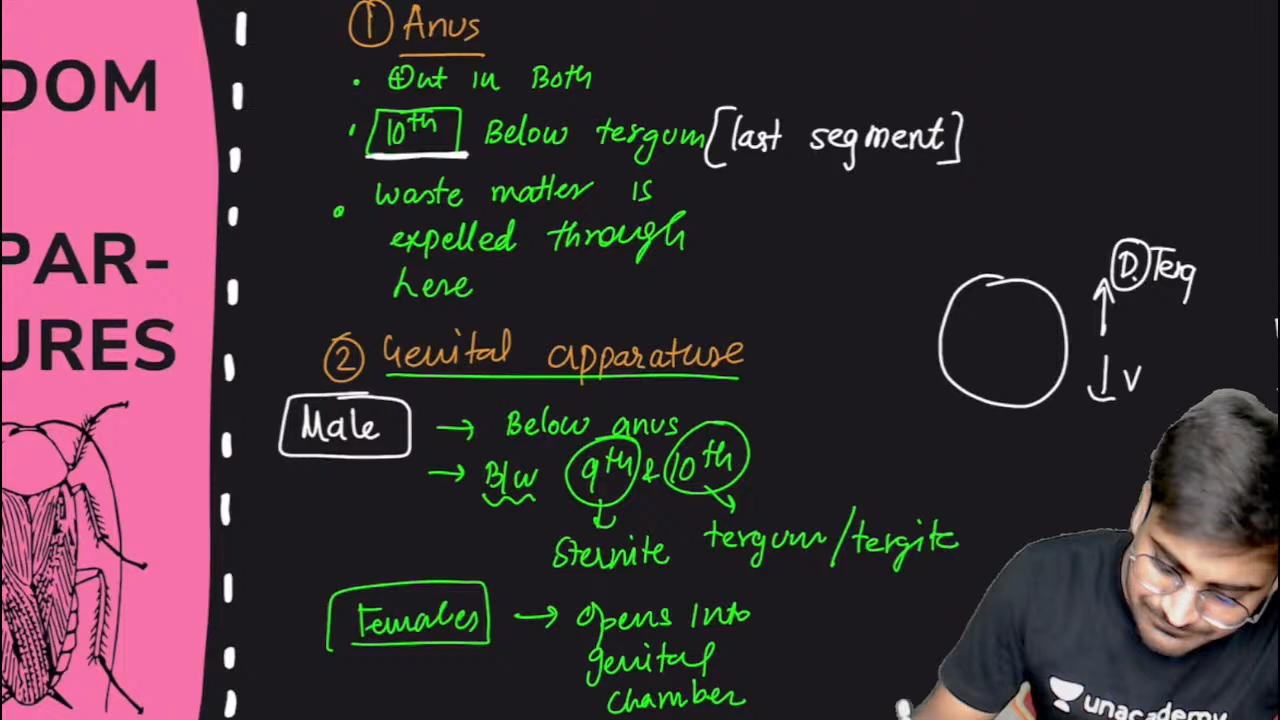 DOM
PAR-
URES
① Anus
• Out in Both
• 10th Below tergum [last segment]
• waste matter is
expelled through
here
② Genital apparature
Male → Below anus
→ B/w 9th & 10th
Sternite tergum/tergite
Females → opens into
genital
chamber
D. Terg
V
unacademy